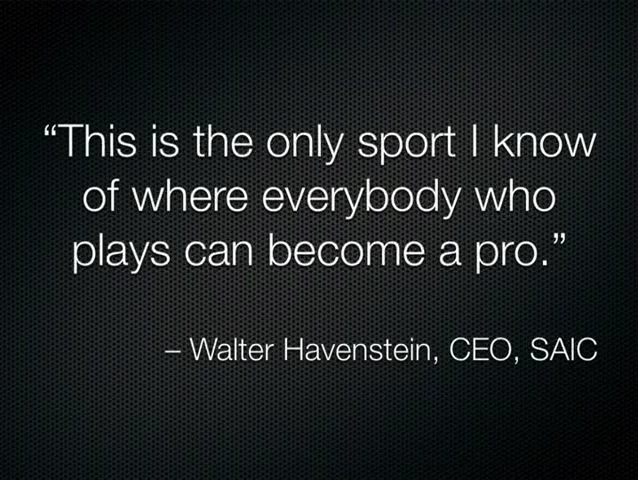 “This is the only sport I know
of where everybody who
plays can become a pro.”
– Walter Havenstein, CEO, SAIC